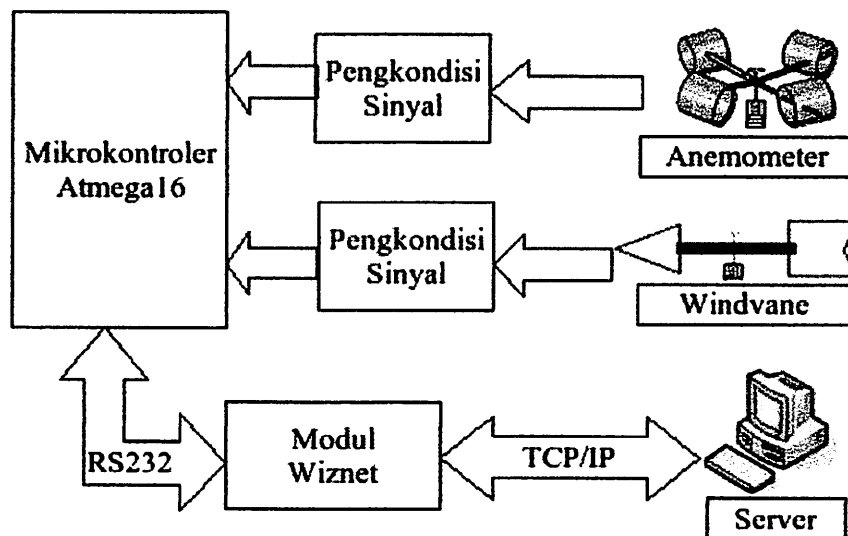 Mikrokontroler
Atmega16
Pengkondisi
Sinyal
Anemometer
Pengkondisi
Sinyal
Windvane
RS232
Modul
Wiznet
TCP/IP
Server